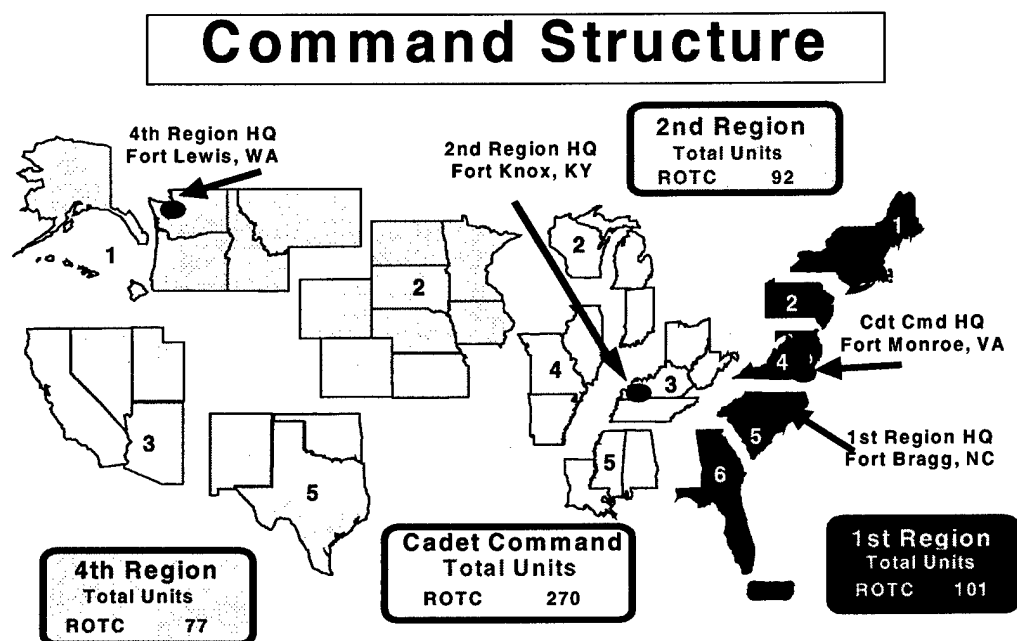 Command Structure
4th Region HQ
Fort Lewis, WA
2nd Region HQ
Fort Knox, KY
2nd Region
Total Units
ROTC 92
1
1
2
2
2
Cdt Cmd HQ
Fort Monroe, VA
4
4
3
3
5
5
5
6
1st Region HQ
Fort Bragg, NC
4th Region
Total Units
ROTC 77
Cadet Command
Total Units
ROTC 270
1st Region
Total Units
ROTC 101